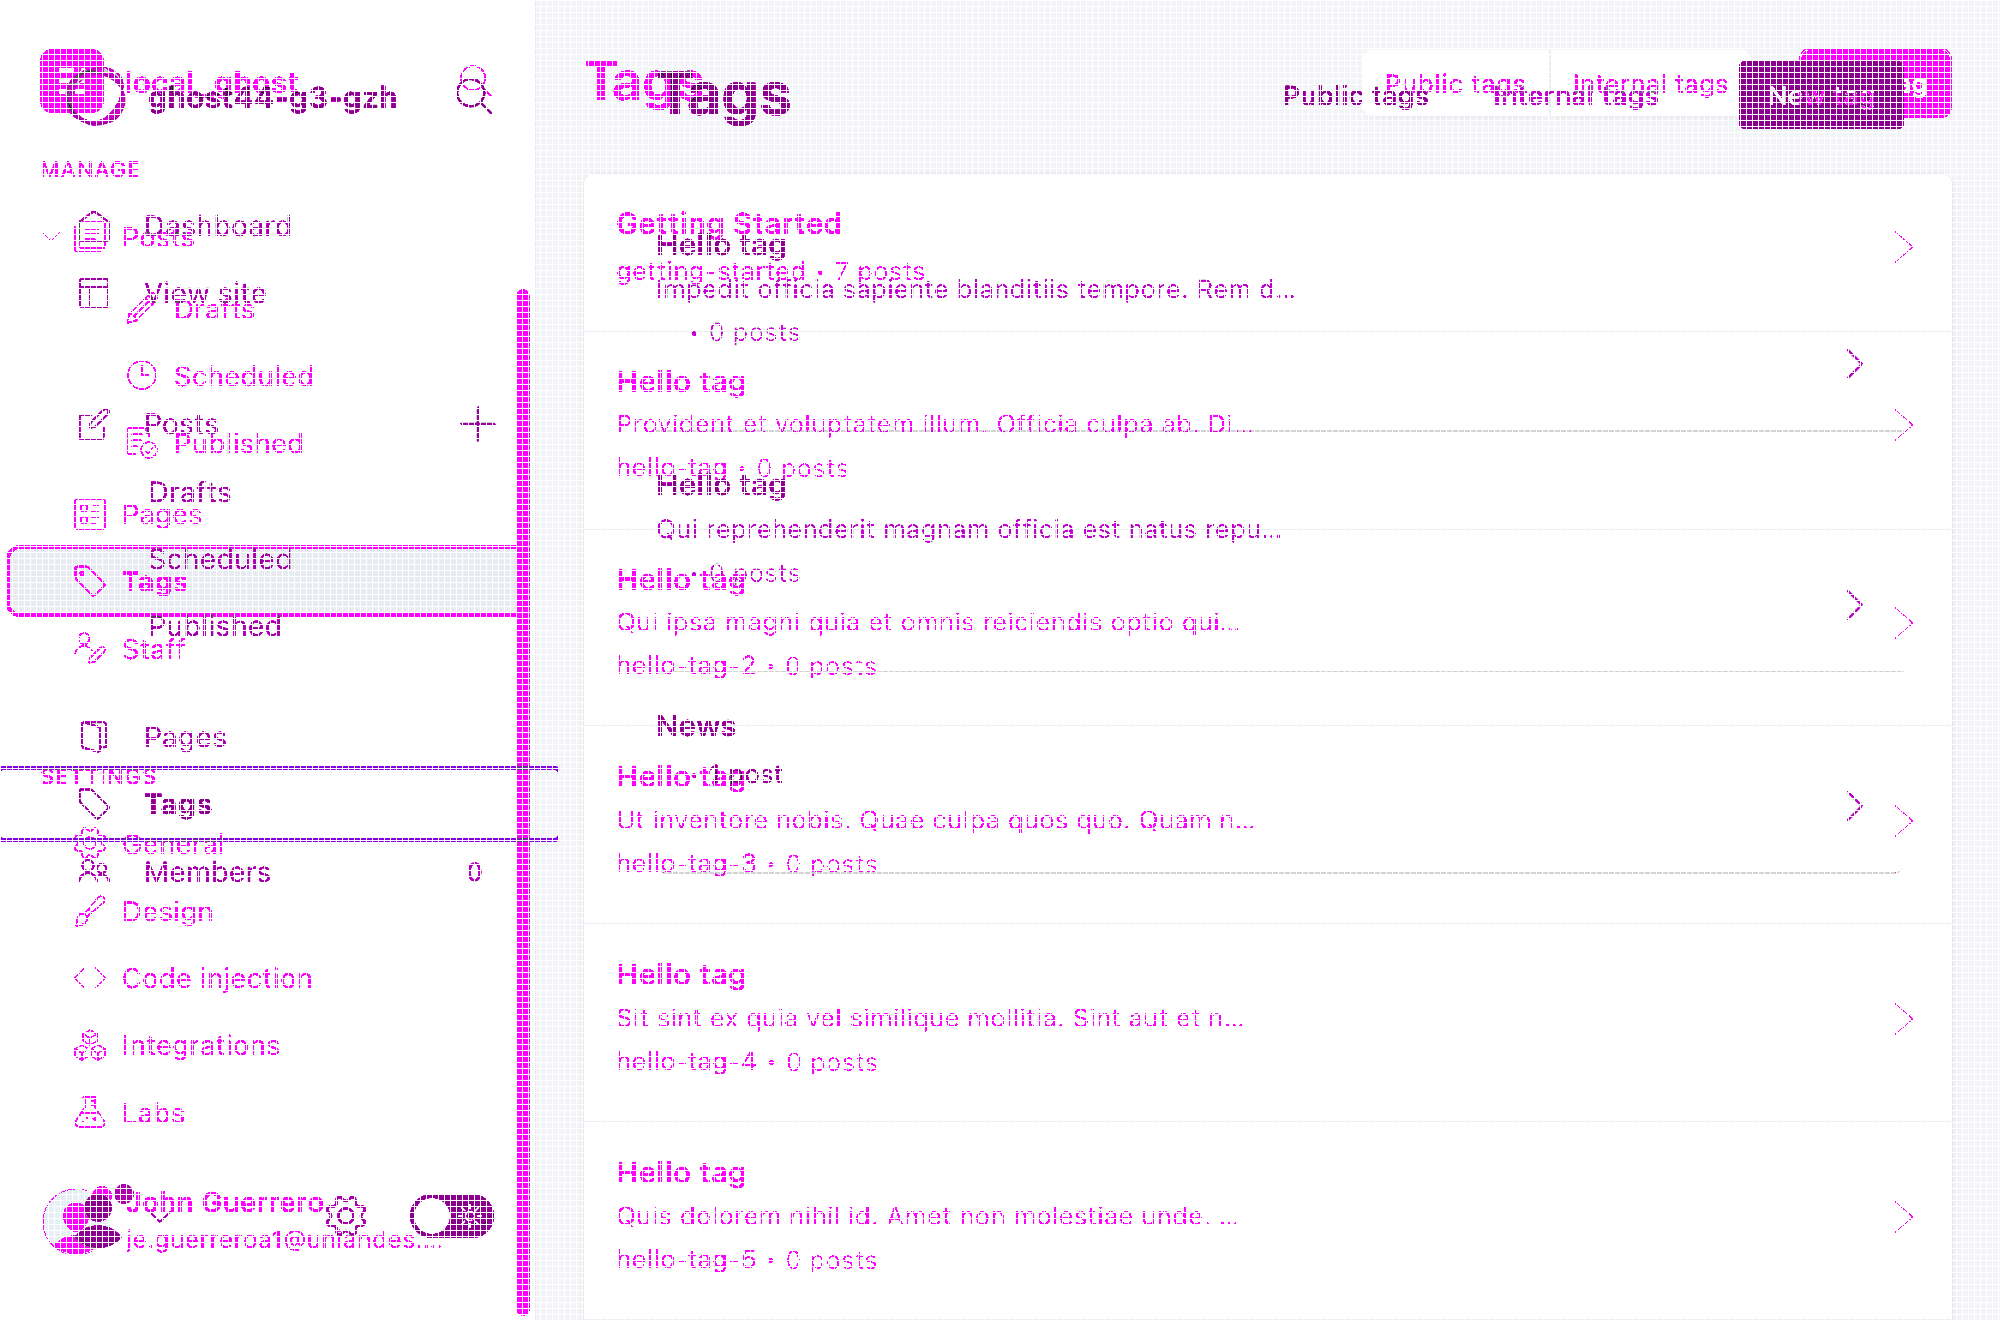 local_ghost
ghost44-g3-gzh
MANAGE
Dashboard
Posts
View site
Drafts
Scheduled
Posts
Published
Drafts
Pages
Scheduled
Tags
Published
Staff
Pages
SETTINGS
Tags
General
Members 0
Design
Code injection
Integrations
Labs
John Guerrero
je.guerreroa1@uniandes....
Tags
Tags
Public tags Internal tags
Public tags Internal tags New tag
Getting Started
Hello tag
getting-started • 7 posts
Impedit officia sapiente blanditiis tempore. Rem d...
• 0 posts
Hello tag
Provident et voluptatem illum. Officia culpa ab. Di...
hello-tag • 0 posts
Hello tag
Qui reprehenderit magnam officia est natus repu...
• 0 posts
Hello tag
Qui ipsa magni quia et omnis reiciendis optio qui...
hello-tag-2 • 0 posts
News
Hello tag
• 1 post
Ut inventore nobis. Quae culpa quos quo. Quam n...
hello-tag-3 • 0 posts
Hello tag
Sit sint ex quia vel similique mollitia. Sint aut et n...
hello-tag-4 • 0 posts
Hello tag
Quis dolorem nihil id. Amet non molestiae unde. ...
hello-tag-5 • 0 posts